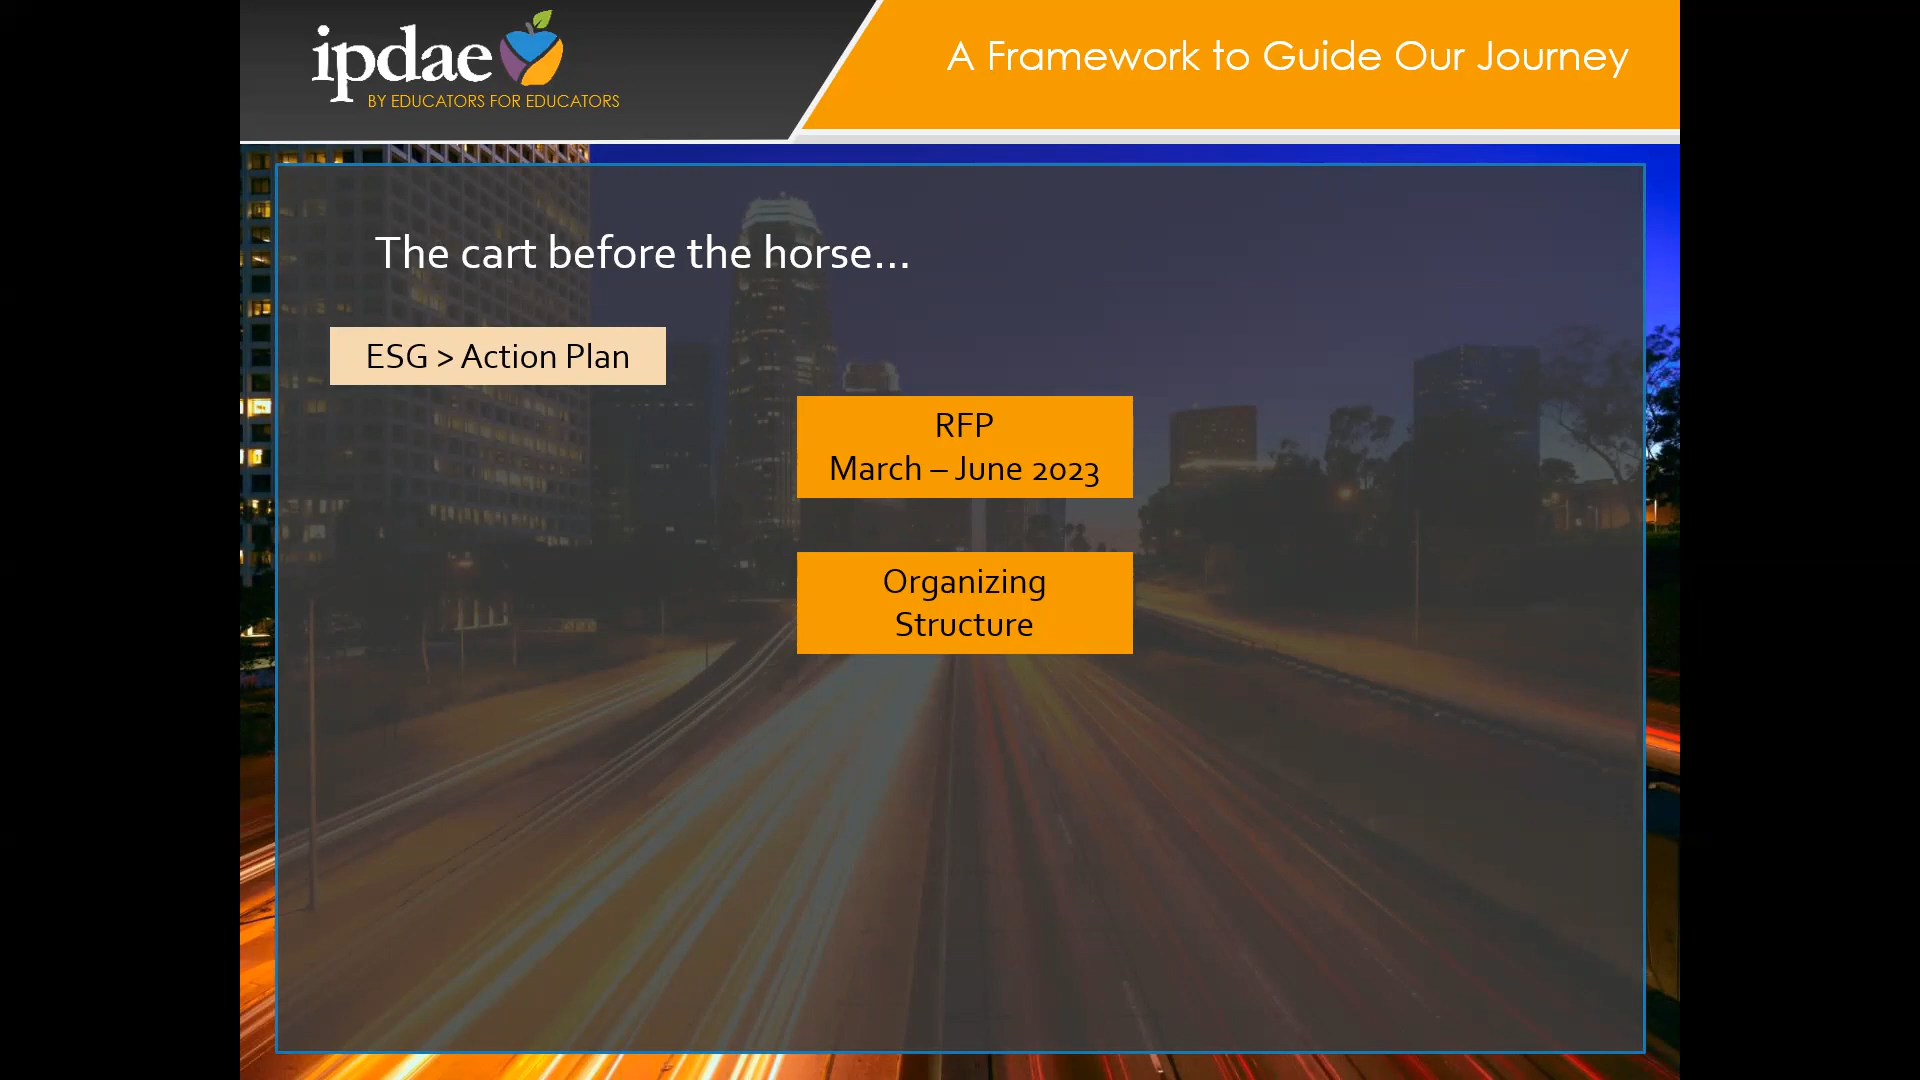 ipdae
BY EDUCATORS FOR EDUCATORS
A Framework to Guide Our Journey
The cart before the horse...
ESG > Action Plan
RFP
March – June 2023
Organizing
Structure